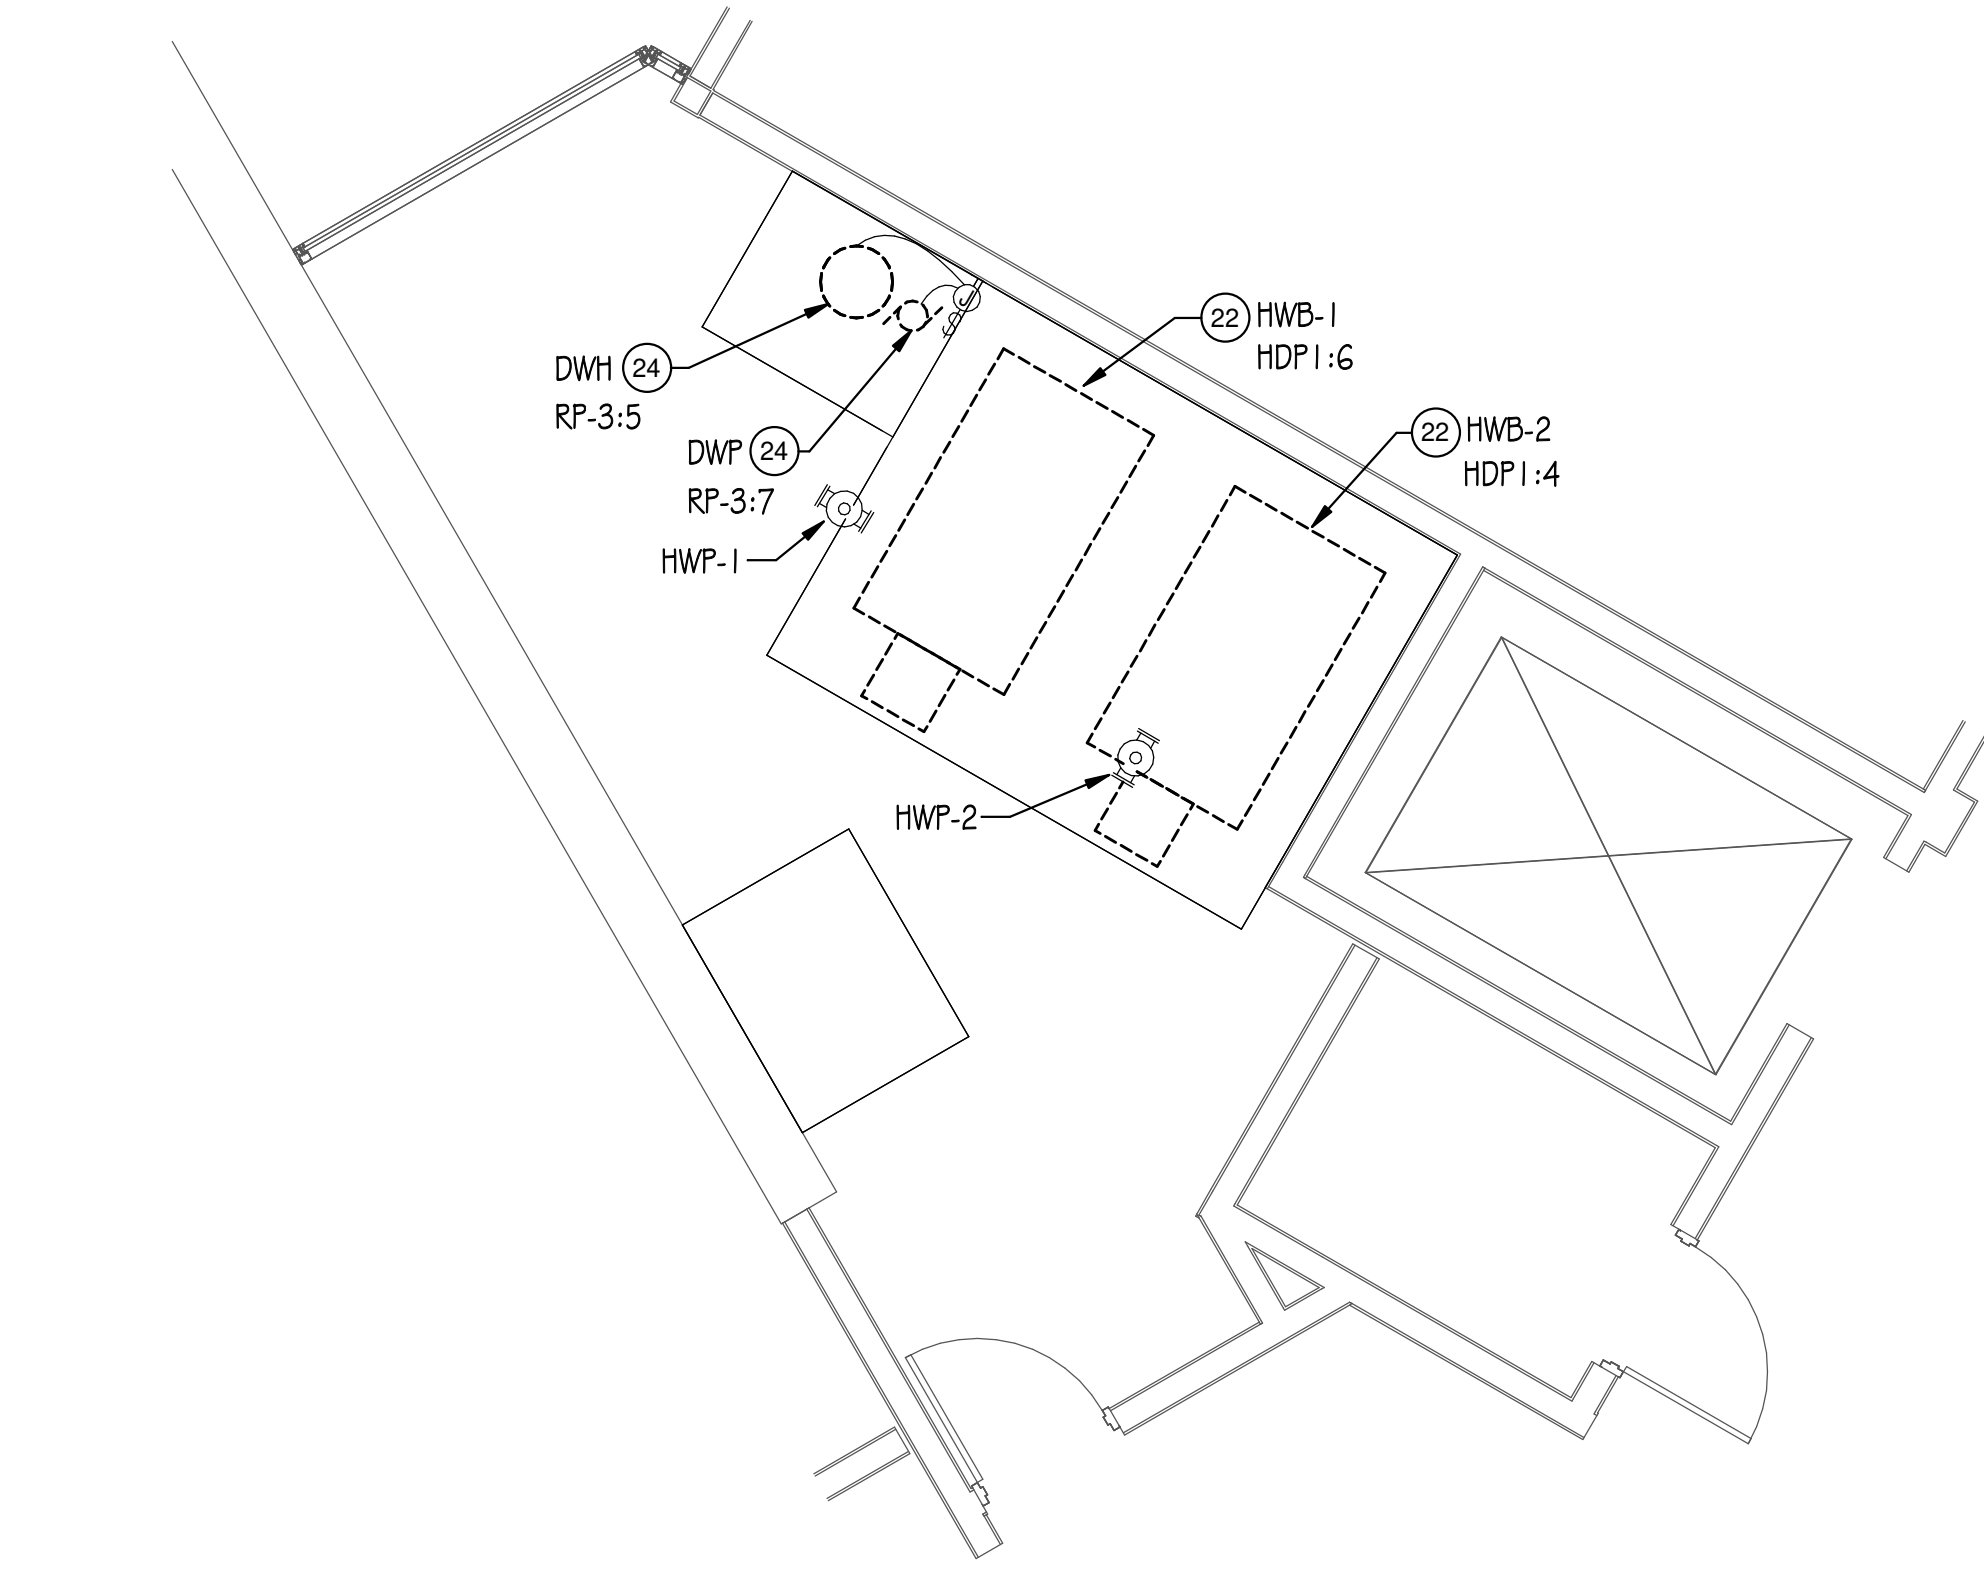 22 HWB-1
HDP1:6
DWH 24
RP-3:5
22 HWB-2
HDP1:4
DWP 24
RP-3:7
J
S
HWP-1
HWP-2